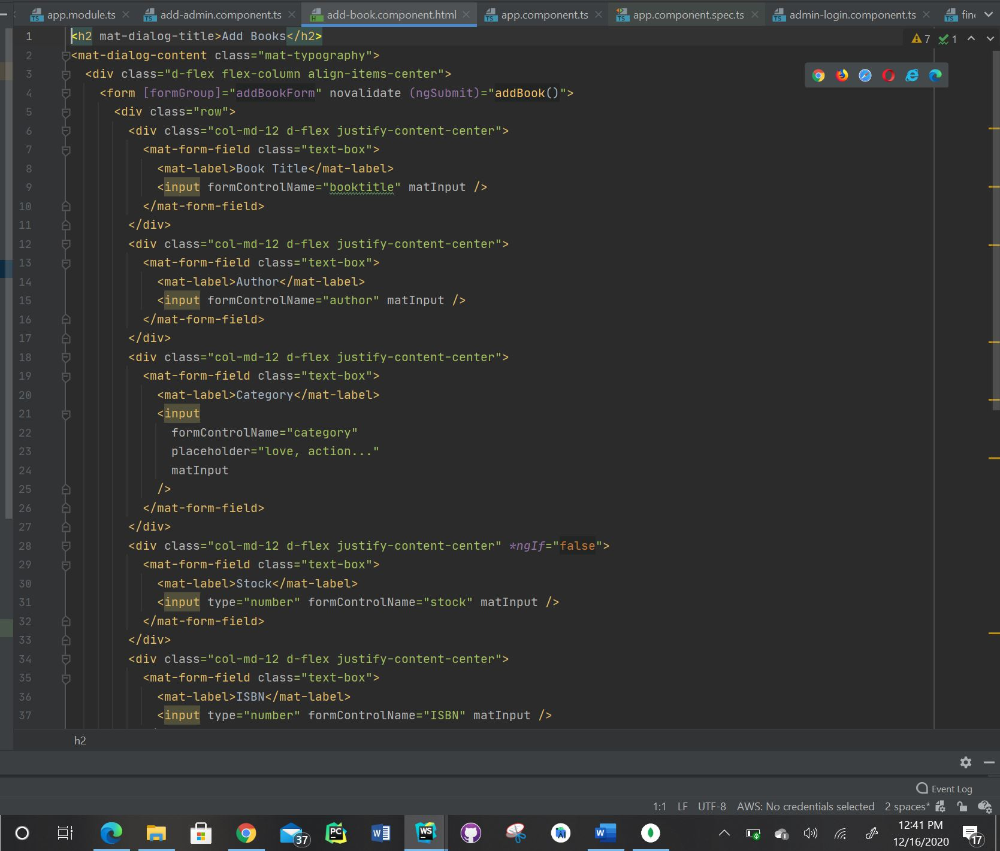 app.module.ts add-admin.component.ts add-book.component.html app.component.ts app.component.spec.ts admin-login.component.ts
1 <h2 mat-dialog-title>Add Books</h2> 7 1
2 <mat-dialog-content class="mat-typography">
3 <div class="d-flex flex-column align-items-center">
4 <form [formGroup]="addBookForm" novalidate (ngSubmit)="addBook()">
5 <div class="row">
6 <div class="col-md-12 d-flex justify-content-center">
7 <mat-form-field class="text-box">
8 <mat-label>Book Title</mat-label>
9 <input formControlName="booktitle" matInput />
10 </mat-form-field>
11 </div>
12 <div class="col-md-12 d-flex justify-content-center">
13 <mat-form-field class="text-box">
14 <mat-label>Author</mat-label>
15 <input formControlName="author" matInput />
16 </mat-form-field>
17 </div>
18 <div class="col-md-12 d-flex justify-content-center">
19 <mat-form-field class="text-box">
20 <mat-label>Category</mat-label>
21 <input
22 formControlName="category"
23 placeholder="love, action..."
24 matInput
25 />
26 </mat-form-field>
27 </div>
28 <div class="col-md-12 d-flex justify-content-center" *ngIf="false">
29 <mat-form-field class="text-box">
30 <mat-label>Stock</mat-label>
31 <input type="number" formControlName="stock" matInput />
32 </mat-form-field>
33 </div>
34 <div class="col-md-12 d-flex justify-content-center">
35 <mat-form-field class="text-box">
36 <mat-label>ISBN</mat-label>
37 <input type="number" formControlName="ISBN" matInput />
h2
Event Log
1:1 LF UTF-8 AWS: No credentials selected 2 spaces*
37 PC W WS W 12:41 PM
12/16/2020 17